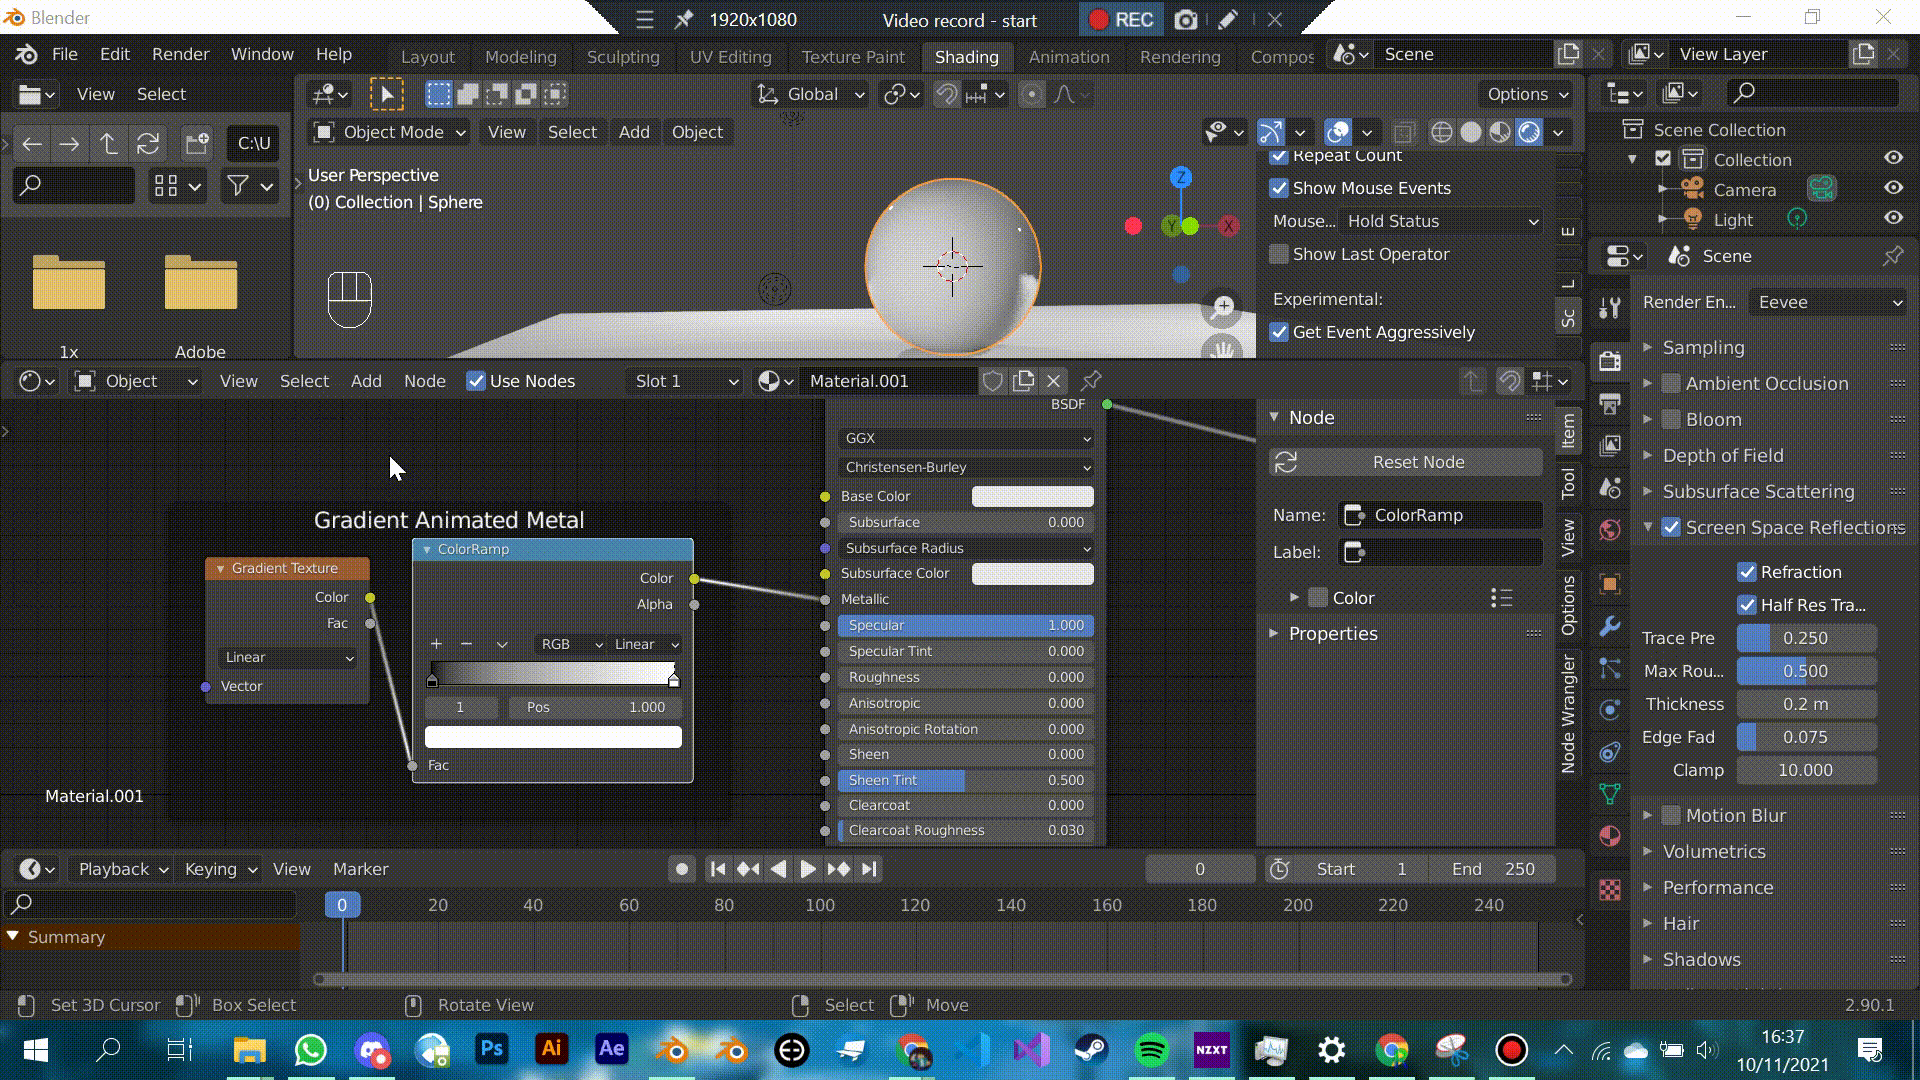 Blender
1920x1080
Video record - start
REC
File Edit Render Window Help
Layout Modeling Sculpting UV Editing Texture Paint Shading Animation Rendering Compos
Scene
View Layer
View Select
Global
Options
C:\U
Object Mode View Select Add Object
User Perspective
(0) Collection | Sphere
1x
Adobe
Z
Y
X
Repeat Count
Show Mouse Events
Mouse... Hold Status
Show Last Operator
Experimental:
Get Event Aggressively
E
L
Sc
Scene Collection
Collection
Camera
Light
Scene
Render En... Eevee
Sampling
Ambient Occlusion
Bloom
Depth of Field
Subsurface Scattering
Screen Space Reflections
Refraction
Half Res Tra...
Trace Pre 0.250
Max Rou... 0.500
Thickness 0.2 m
Edge Fad 0.075
Clamp 10.000
Motion Blur
Volumetrics
Performance
Hair
Shadows
Object View Select Add Node Use Nodes Slot 1 Material.001
Gradient Animated Metal
Gradient Texture
Color
Fac
Linear
Vector
ColorRamp
Color
Alpha
RGB Linear
1 Pos 1.000
Fac
Material.001
BSDF
GGX
Christensen-Burley
Base Color
Subsurface 0.000
Subsurface Radius
Subsurface Color
Metallic
Specular 1.000
Specular Tint 0.000
Roughness 0.000
Anisotropic 0.000
Anisotropic Rotation 0.000
Sheen 0.000
Sheen Tint 0.500
Clearcoat 0.000
Clearcoat Roughness 0.030
Node
Reset Node
Name: ColorRamp
Label:
Color
Properties
Item
Tool
View
Options
Node Wrangler
Playback Keying View Marker
0
Start 1
End 250
0 20 40 60 80 100 120 140 160 180 200 220 240
Summary
Set 3D Cursor Box Select Rotate View Select Move
2.90.1
Ps Ai Ae NZXT
16:37
10/11/2021